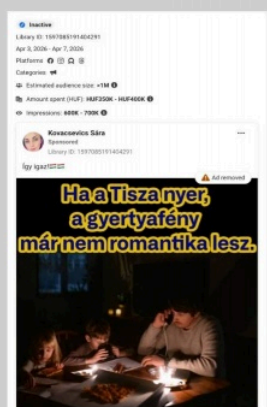 Inactive
Library ID: 1597085191404291
Apr 3, 2026 - Apr 7, 2026
Platforms
Categories
Estimated audience size: >1M
Amount spent (HUF): HUF350K - HUF400K
Impressions: 600K - 700K
Kovacsevics Sára
Sponsored
Library ID: 1597085191404291
Így igaz!
Ad removed
Ha a Tisza nyer,
a gyertyafény
már nem romantika lesz.